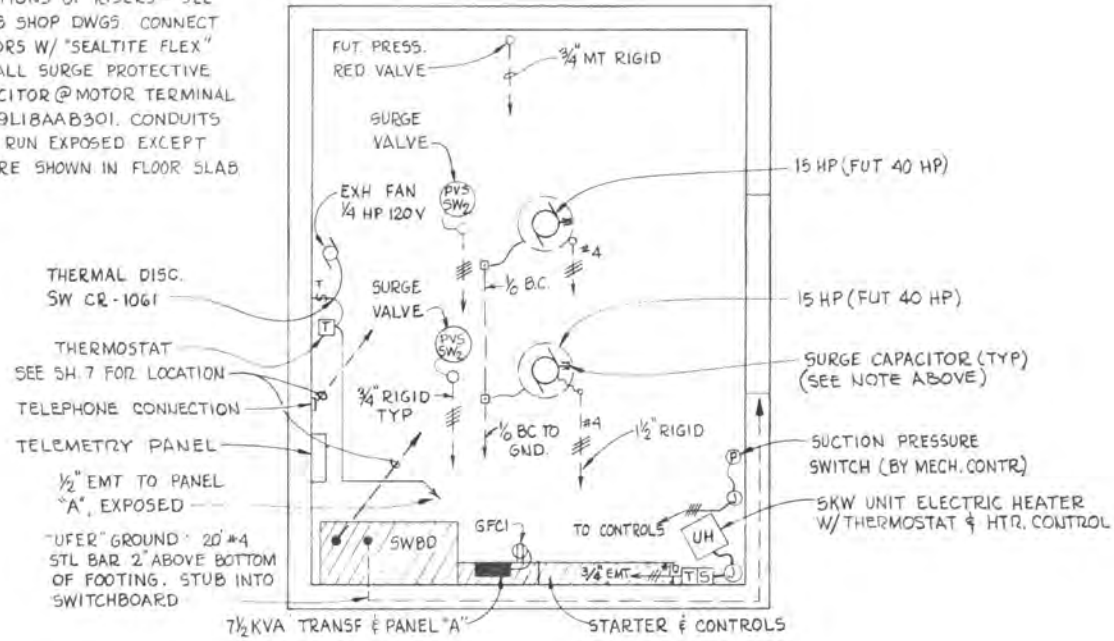 TIONS OF RISERS SEE
S SHOP DWGS. CONNECT
ORS W/ "SEALTITE FLEX"
ALL SURGE PROTECTIVE
CITOR @ MOTOR TERMINAL
9L18AAB301. CONDUITS
RUN EXPOSED EXCEPT
RE SHOWN IN FLOOR SLAB
FUT. PRESS.
RED VALVE
3/4" MT RIGID
SURGE
VALVE
PVS
SW2
EXH FAN
1/4 HP 120V
15 HP (FUT 40 HP)
#4
1/0 B.C.
THERMAL DISC.
SW CR-1061
TS
T
THERMOSTAT
SEE SH. 7 FOR LOCATION
TELEPHONE CONNECTION
TELEMETRY PANEL
1/2" EMT TO PANEL
"A", EXPOSED
SURGE
VALVE
PVS
SW2
3/4" RIGID
TYP
1/0 BC TO
GND.
15 HP (FUT 40 HP)
SURGE CAPACITOR (TYP)
(SEE NOTE ABOVE)
#4
1 1/2" RIGID
P
SUCTION PRESSURE
SWITCH (BY MECH. CONTR.)
J
5KW UNIT ELECTRIC HEATER
W/ THERMOSTAT & HTR. CONTROL
TO CONTROLS
UH
GFCI
"UFER" GROUND 20' #4
STL BAR 2" ABOVE BOTTOM
OF FOOTING. STUB INTO
SWITCHBOARD
SWBD
3/4" EMT
#10
T S
J
7 1/2 KVA TRANSF & PANEL "A"
STARTER & CONTROLS